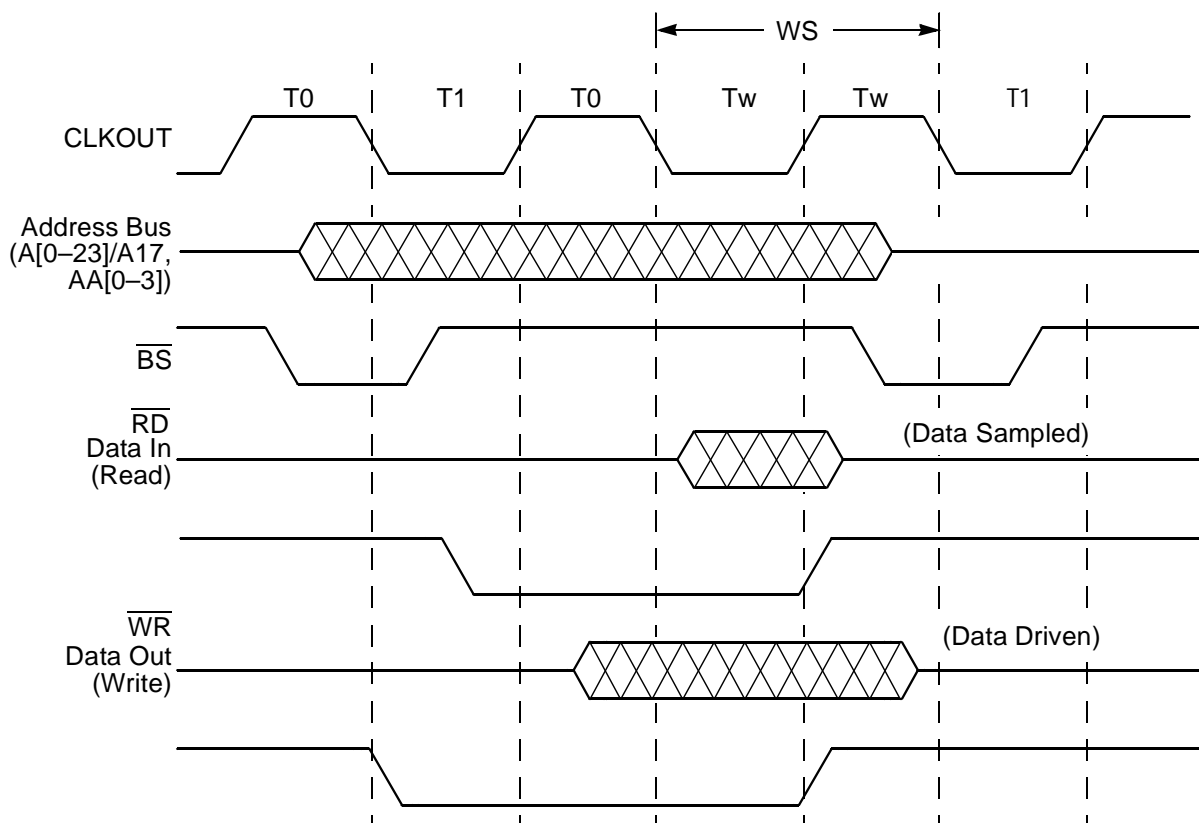 WS
T0 T1 T0 Tw Tw T1
CLKOUT
Address Bus
(A[0–23]/A17,
AA[0–3])
BS
RD
Data In
(Read)
(Data Sampled)
WR
Data Out
(Write)
(Data Driven)